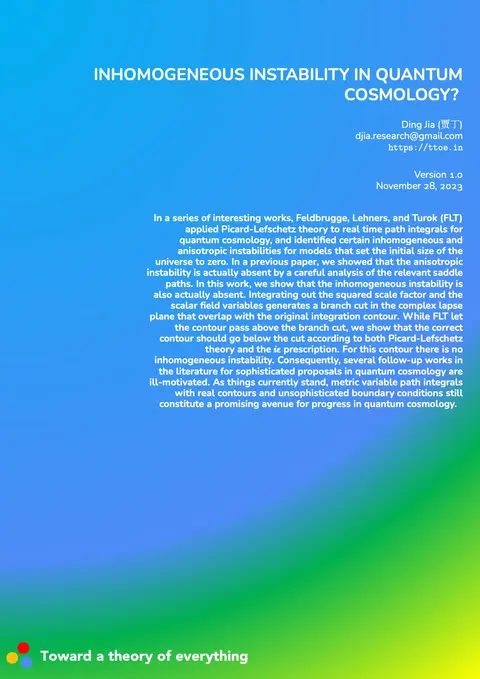 INHOMOGENEOUS INSTABILITY IN QUANTUM
COSMOLOGY?
Ding Jia (贾丁)
djia.research@gmail.com
https://ttoe.in
Version 1.0
November 28, 2023
In a series of interesting works, Feldbrugge, Lehners, and Turok (FLT)
applied Picard-Lefschetz theory to real time path integrals for
quantum cosmology, and identified certain inhomogeneous and
anisotropic instabilities for models that set the initial size of the
universe to zero. In a previous paper, we showed that the anisotropic
instability is actually absent by a careful analysis of the relevant saddle
paths. In this work, we show that the inhomogeneous instability is
also actually absent. Integrating out the squared scale factor and the
scalar field variables generates a branch cut in the complex lapse
plane that overlap with the original integration contour. While FLT let
the contour pass above the branch cut, we show that the correct
contour should go below the cut according to both Picard-Lefschetz
theory and the iε prescription. For this contour there is no
inhomogeneous instability. Consequently, several follow-up works in
the literature for sophisticated proposals in quantum cosmology are
ill-motivated. As things currently stand, metric variable path integrals
with real contours and unsophisticated boundary conditions still
constitute a promising avenue for progress in quantum cosmology.
Toward a theory of everything